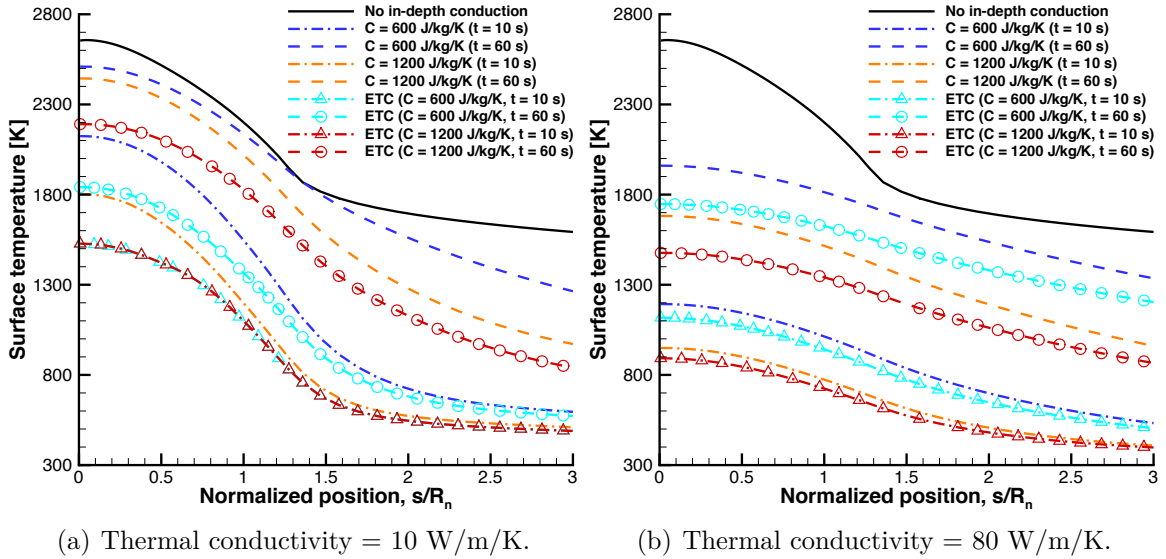 No in-depth conduction
C = 600 J/kg/K (t = 10 s)
C = 600 J/kg/K (t = 60 s)
C = 1200 J/kg/K (t = 10 s)
C = 1200 J/kg/K (t = 60 s)
ETC (C = 600 J/kg/K, t = 10 s)
ETC (C = 600 J/kg/K, t = 60 s)
ETC (C = 1200 J/kg/K, t = 10 s)
ETC (C = 1200 J/kg/K, t = 60 s)
Surface temperature [K]
2800
2300
1800
1300
800
300
0 0.5 1 1.5 2 2.5 3
Normalized position, s/Rn
(a) Thermal conductivity = 10 W/m/K.
No in-depth conduction
C = 600 J/kg/K (t = 10 s)
C = 600 J/kg/K (t = 60 s)
C = 1200 J/kg/K (t = 10 s)
C = 1200 J/kg/K (t = 60 s)
ETC (C = 600 J/kg/K, t = 10 s)
ETC (C = 600 J/kg/K, t = 60 s)
ETC (C = 1200 J/kg/K, t = 10 s)
ETC (C = 1200 J/kg/K, t = 60 s)
Surface temperature [K]
2800
2300
1800
1300
800
300
0 0.5 1 1.5 2 2.5 3
Normalized position, s/Rn
(b) Thermal conductivity = 80 W/m/K.